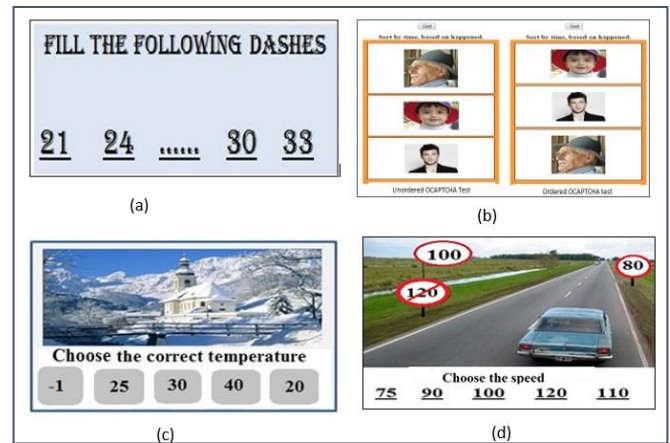 FILL THE FOLLOWING DASHES
21 24 ...... 30 33
(a)
Sort by time, based on happened.
Unordered OCAPTCHA Test
Sort by time, based on happened.
Ordered OCAPTCHA test
(b)
Choose the correct temperature
-1 25 30 40 20
(c)
100
120
80
Choose the speed
75 90 100 120 110
(d)